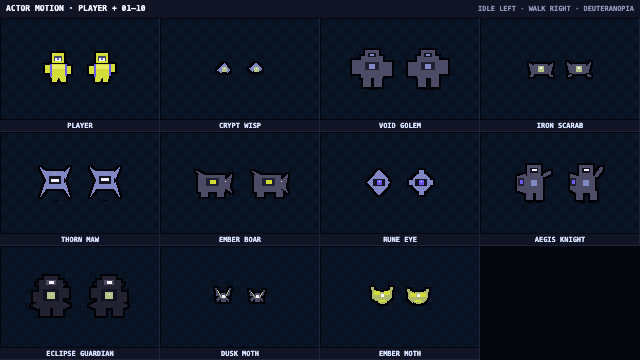 ACTOR MOTION · PLAYER + 01–10
IDLE LEFT · WALK RIGHT · DEUTERANOPIA
PLAYER
CRYPT WISP
VOID GOLEM
IRON SCARAB
THORN MAW
EMBER BOAR
RUNE EYE
AEGIS KNIGHT
ECLIPSE GUARDIAN
DUSK MOTH
EMBER MOTH